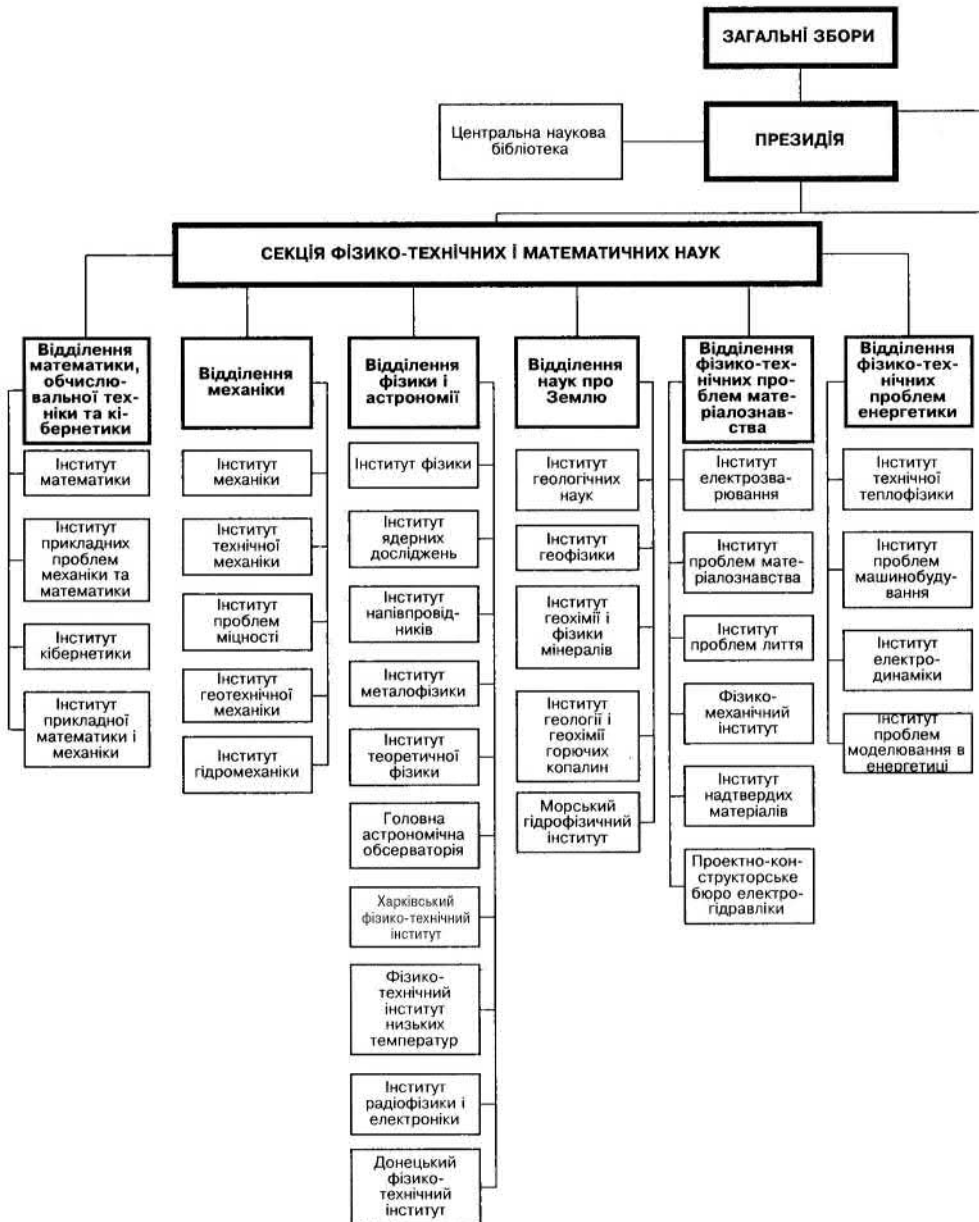 ЗАГАЛЬНІ ЗБОРИ
Центральна наукова
бібліотека
ПРЕЗИДІЯ
СЕКЦІЯ ФІЗИКО-ТЕХНІЧНИХ І МАТЕМАТИЧНИХ НАУК
Відділення
математики,
обчислю-
вальної тех-
ніки та кі-
бернетики
Інститут
математики
Інститут
прикладних
проблем
механіки та
математики
Інститут
кібернетики
Інститут
прикладної
математики і
механіки
Відділення
механіки
Інститут
механіки
Інститут
технічної
механіки
Інститут
проблем
міцності
Інститут
геотехнічної
механіки
Інститут
гідромеханіки
Відділення
фізики і
астрономії
Інститут фізики
Інститут
ядерних
досліджень
Інститут
напівпровід-
ників
Інститут
металофізики
Інститут
теоретичної
фізики
Головна
астрономічна
обсерваторія
Харківський
фізико-технічний
інститут
Фізико-
технічний
інститут
низьких
температур
Інститут
радіофізики і
електроніки
Донецький
фізико-
технічний
інститут
Відділення
наук про
Землю
Інститут
геологічних
наук
Інститут
геофізики
Інститут
геохімії і
фізики
мінералів
Інститут
геології і
геохімії
горючих
копалин
Морський
гідрофізичний
інститут
Відділення
фізико-тех-
нічних про-
блем мате-
ріалознав-
ства
Інститут
електрозва-
рювання
Інститут
проблем мате-
ріалознавства
Інститут
проблем лиття
Фізико-
механічний
інститут
Інститут
надтвердих
матеріалів
Проектно-кон-
структорське
бюро електро-
гідравліки
Відділення
фізико-тех-
нічних
проблем
енергетики
Інститут
технічної
теплофізики
Інститут
проблем
машинобуду-
вання
Інститут
електро-
динаміки
Інститут
проблем
моделювання в
енергетиці